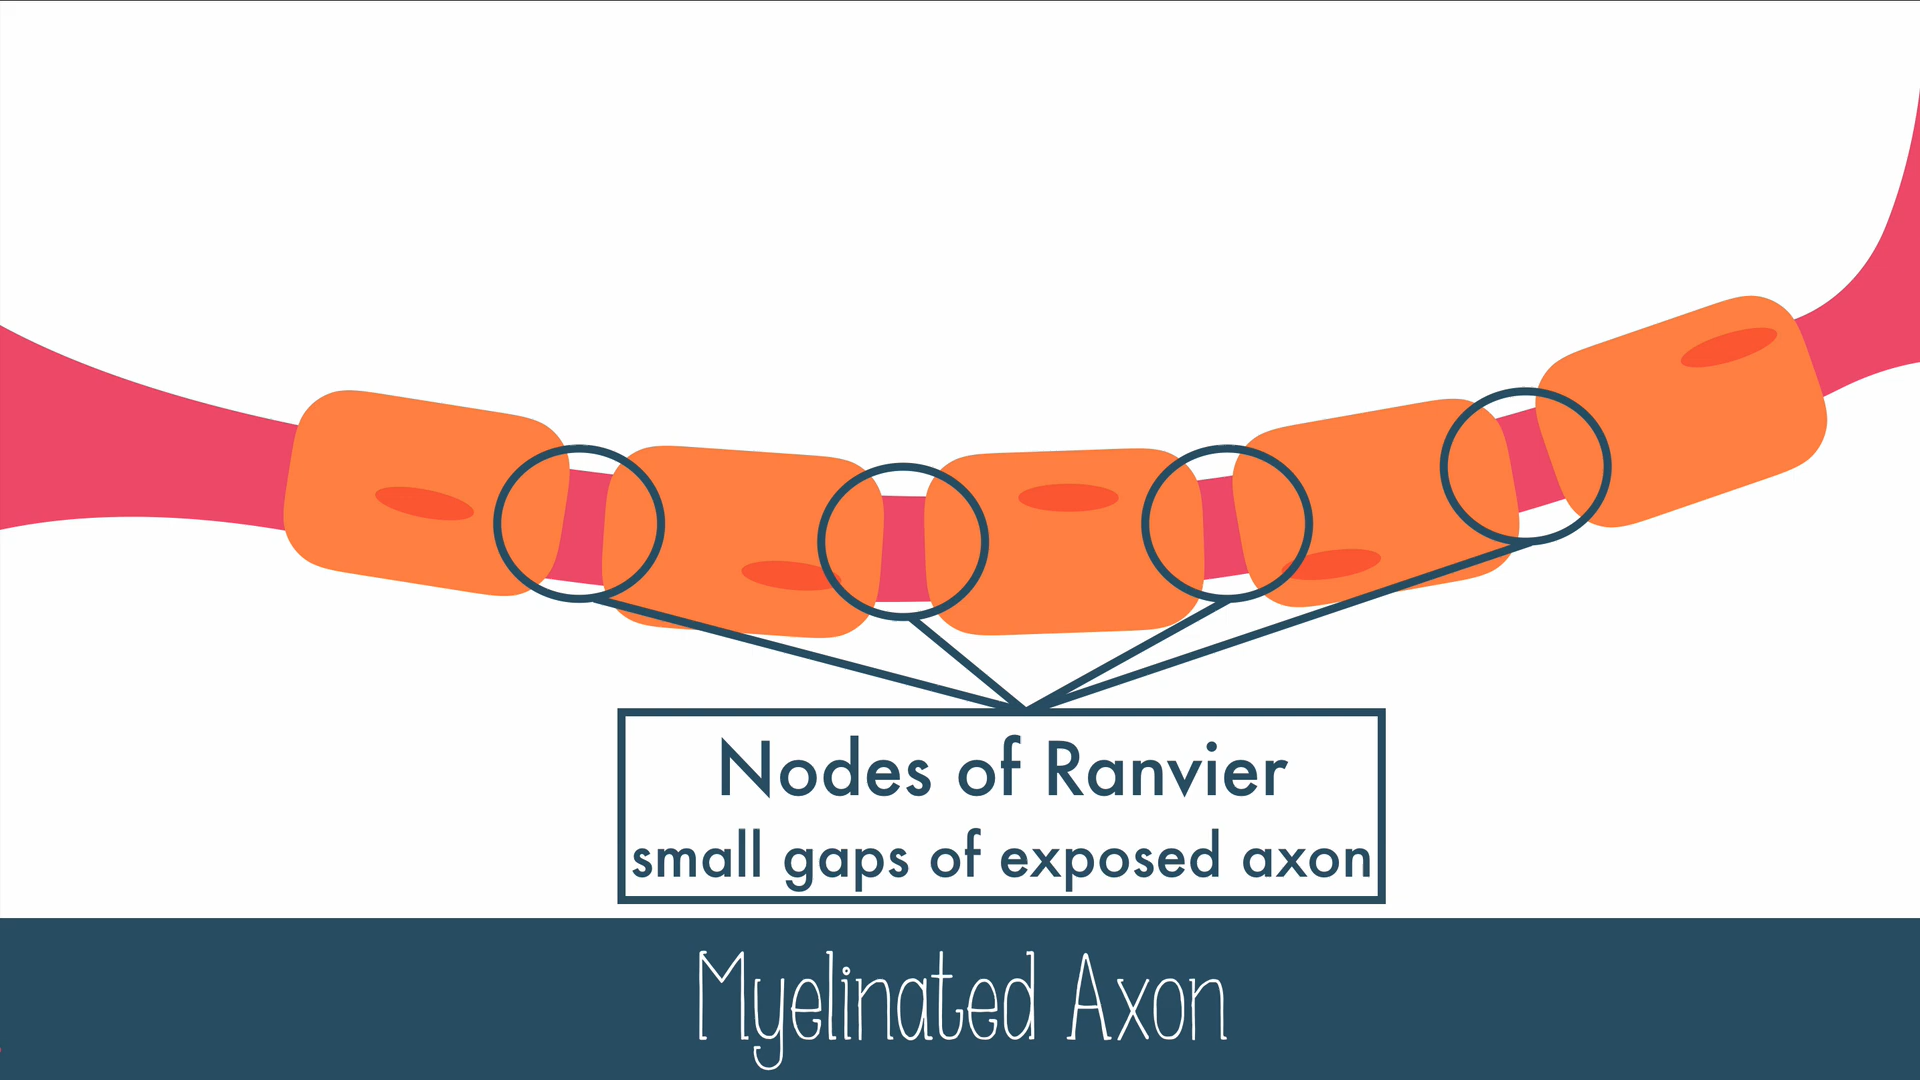 Nodes of Ranvier
small gaps of exposed axon
Myelinated Axon